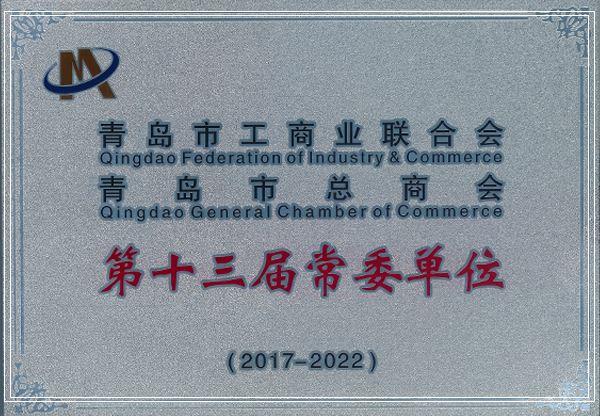 青岛市工商业联合会
Qingdao Federation of Industry & Commerce
青岛市总商会
Qingdao General Chamber of Commerce
第十三届常委单位
(2017-2022)